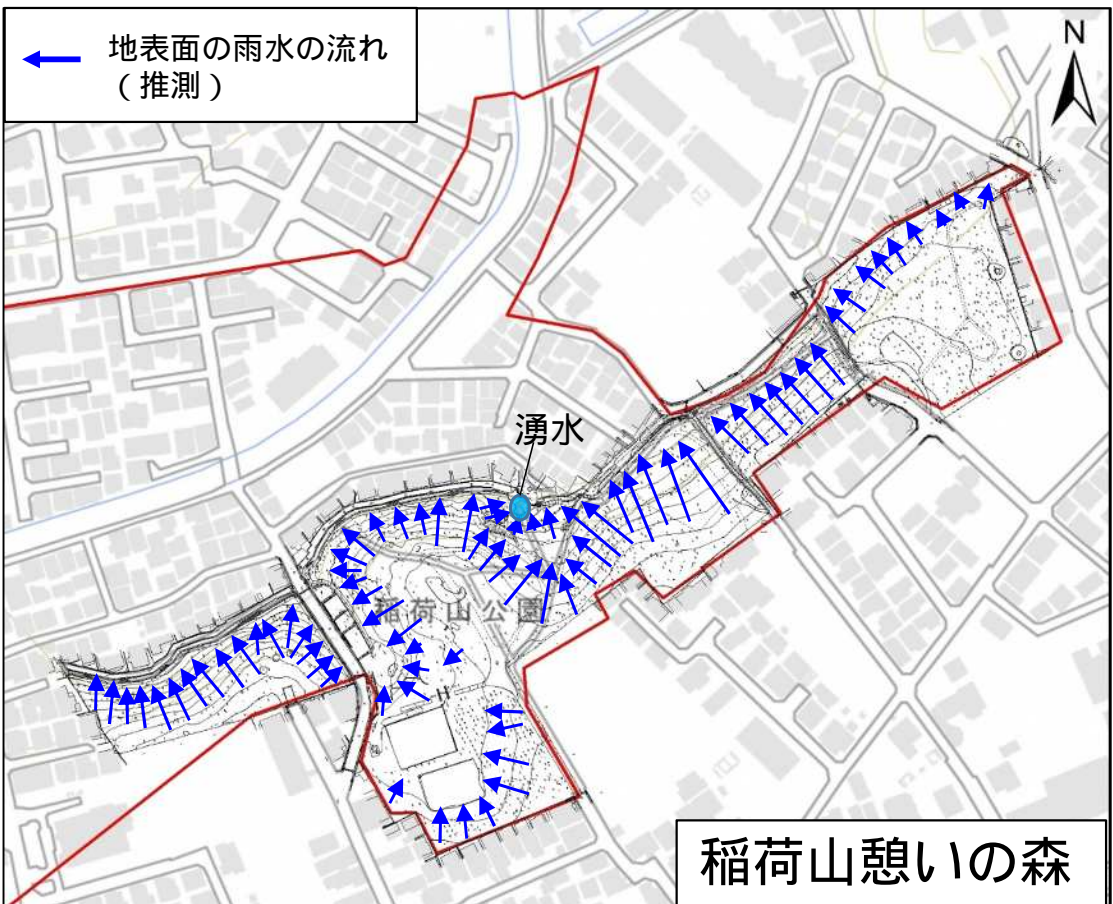 地表面の雨水の流れ
（推測）
N
湧水
稲荷山公園
稲荷山憩いの森